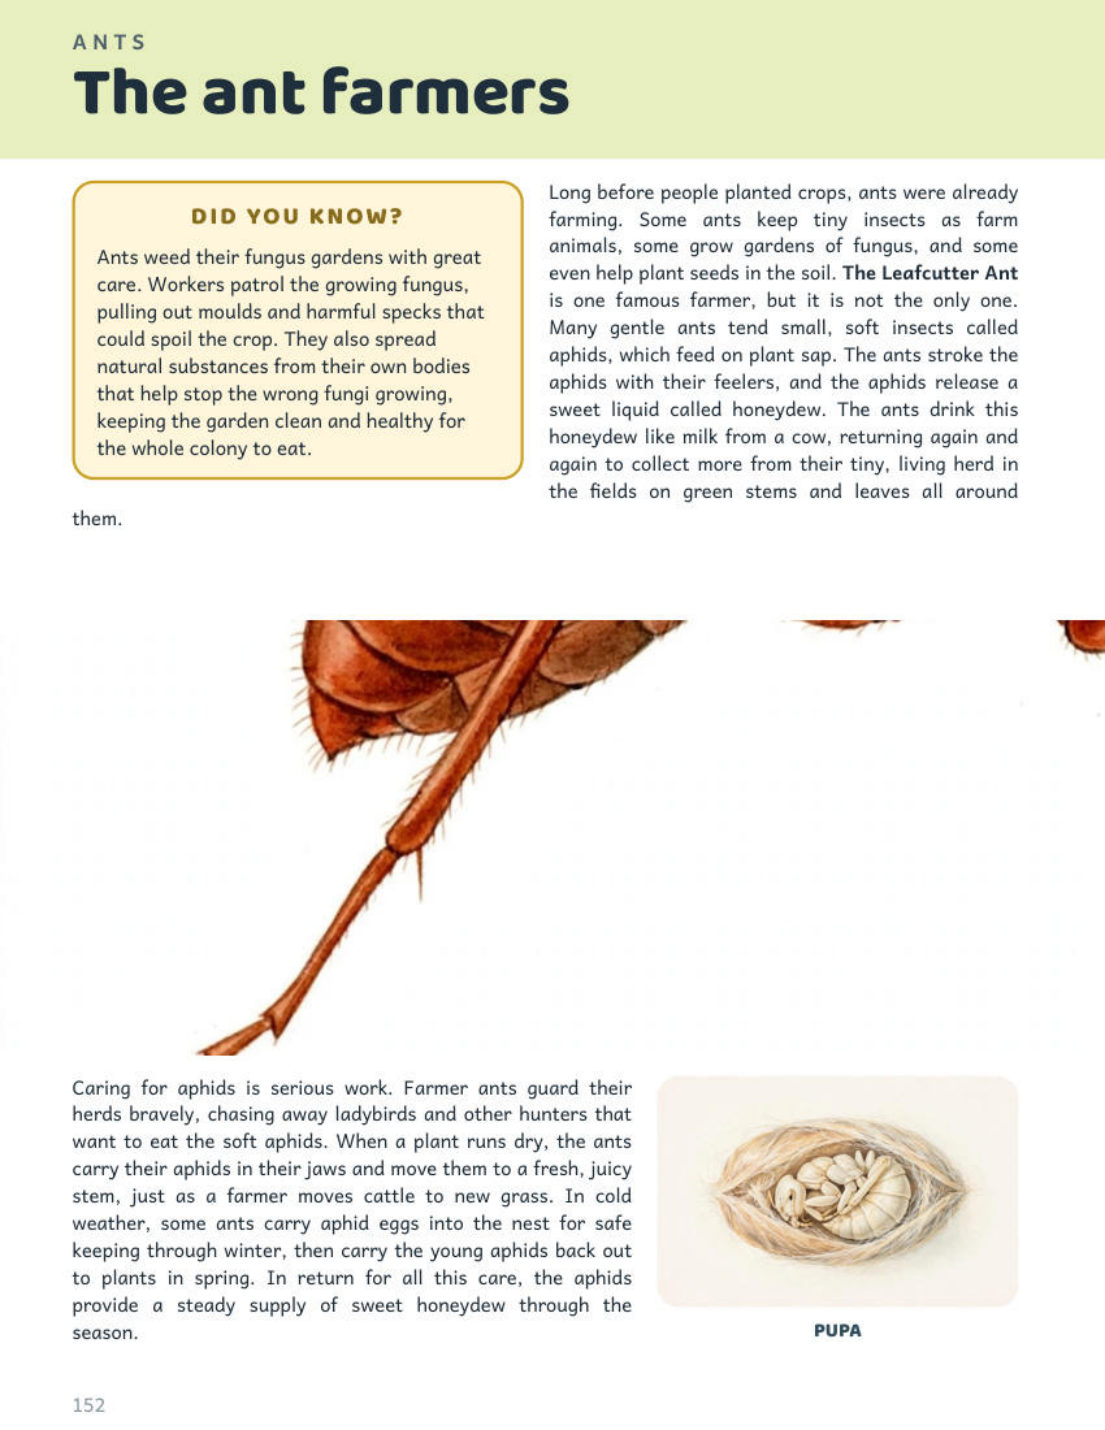 ANTS
The ant farmers
DID YOU KNOW?
Ants weed their fungus gardens with great
care. Workers patrol the growing fungus,
pulling out moulds and harmful specks that
could spoil the crop. They also spread
natural substances from their own bodies
that help stop the wrong fungi growing,
keeping the garden clean and healthy for
the whole colony to eat.
Long before people planted crops, ants were already
farming. Some ants keep tiny insects as farm
animals, some grow gardens of fungus, and some
even help plant seeds in the soil. The Leafcutter Ant
is one famous farmer, but it is not the only one.
Many gentle ants tend small, soft insects called
aphids, which feed on plant sap. The ants stroke the
aphids with their feelers, and the aphids release a
sweet liquid called honeydew. The ants drink this
honeydew like milk from a cow, returning again and
again to collect more from their tiny, living herd in
the fields on green stems and leaves all around
them.
Caring for aphids is serious work. Farmer ants guard their
herds bravely, chasing away ladybirds and other hunters that
want to eat the soft aphids. When a plant runs dry, the ants
carry their aphids in their jaws and move them to a fresh, juicy
stem, just as a farmer moves cattle to new grass. In cold
weather, some ants carry aphid eggs into the nest for safe
keeping through winter, then carry the young aphids back out
to plants in spring. In return for all this care, the aphids
provide a steady supply of sweet honeydew through the
season.
PUPA
152